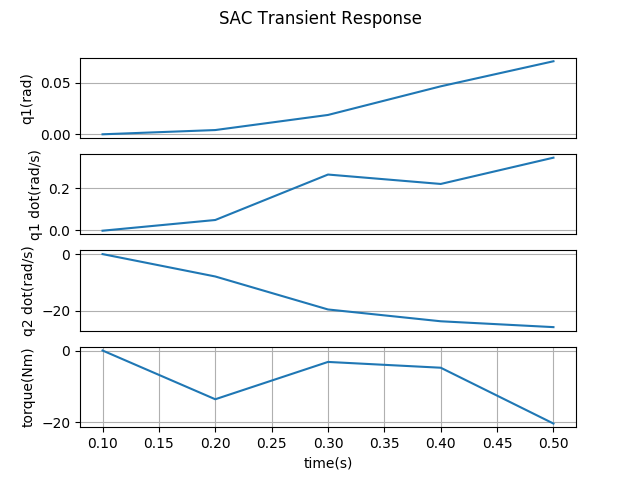 SAC Transient Response
q1(rad)
0.05
0.00
q1 dot(rad/s)
0.2
0.0
q2 dot(rad/s)
0
−20
torque(Nm)
0
−20
0.10 0.15 0.20 0.25 0.30 0.35 0.40 0.45 0.50
time(s)